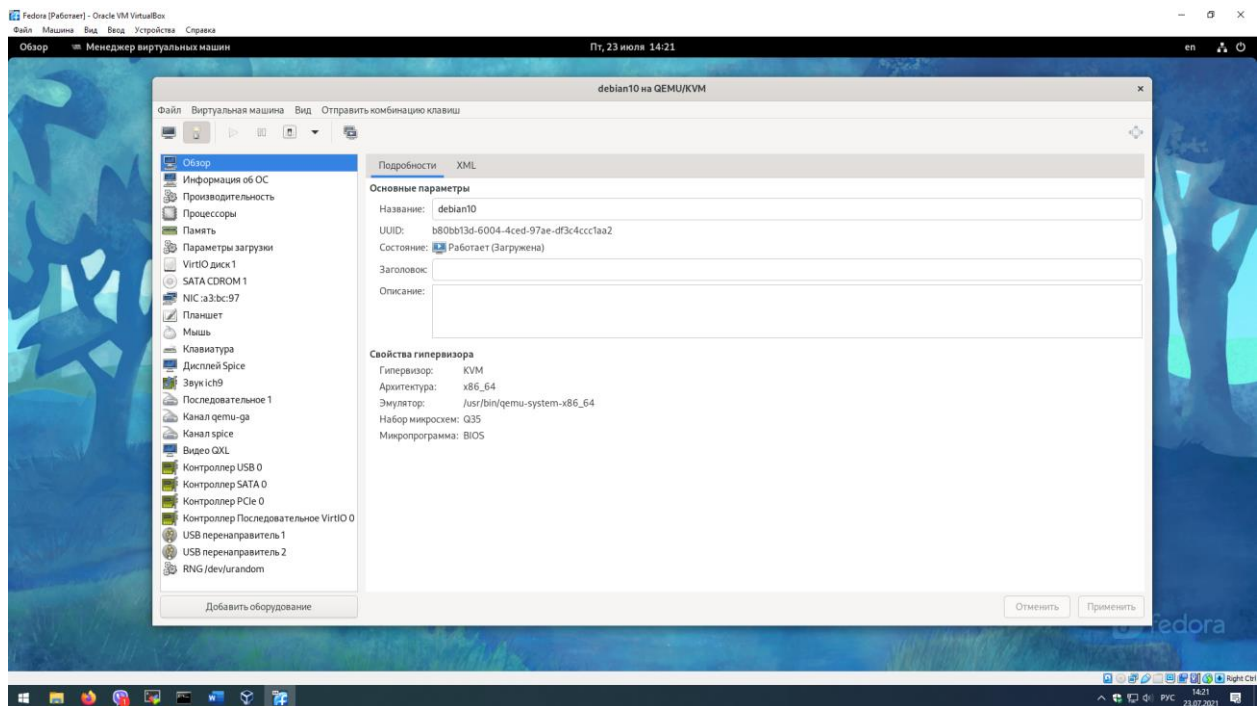 Fedora [Работает] - Oracle VM VirtualBox
Файл Машина Вид Ввод Устройства Справка
Обзор Менеджер виртуальных машин Пт, 23 июля 14:21 en
debian10 на QEMU/KVM
Файл Виртуальная машина Вид Отправить комбинацию клавиш
Обзор
Информация об ОС
Производительность
Процессоры
Память
Параметры загрузки
VirtIO диск 1
SATA CDROM 1
NIC :a3:bc:97
Планшет
Мышь
Клавиатура
Дисплей Spice
Звук ich9
Последовательное 1
Канал qemu-ga
Канал spice
Видео QXL
Контроллер USB 0
Контроллер SATA 0
Контроллер PCIe 0
Контроллер Последовательное VirtIO 0
USB перенаправитель 1
USB перенаправитель 2
RNG /dev/urandom
Добавить оборудование
Подробности XML
Основные параметры
Название: debian10
UUID: b80bb13d-6004-4ced-97ae-df3c4ccc1aa2
Состояние: Работает (Загружена)
Заголовок:
Описание:
Свойства гипервизора
Гипервизор: KVM
Архитектура: x86_64
Эмулятор: /usr/bin/qemu-system-x86_64
Набор микросхем: Q35
Микропрограмма: BIOS
Отменить Применить
fedora
Right Ctrl
РУС 14:21
23.07.2021